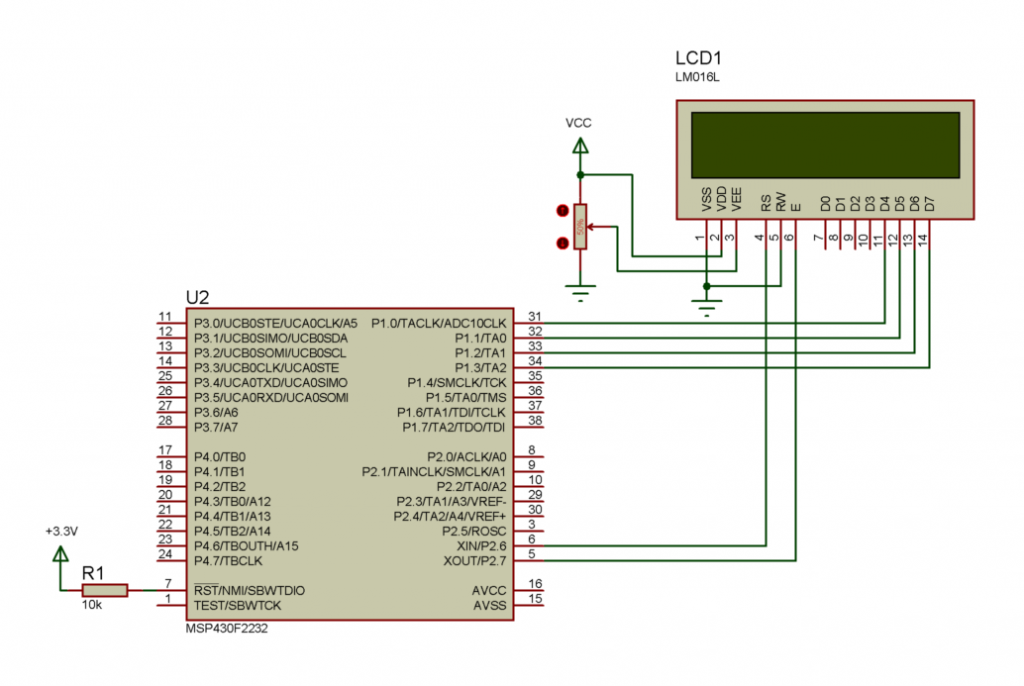 LCD1
LM016L
VCC
VSS
VDD
VEE
RS
RW
E
D0
D1
D2
D3
D4
D5
D6
D7
1
2
3
4
5
6
7
8
9
10
11
12
13
14
50%
U2
11 P3.0/UCB0STE/UCA0CLK/A5 P1.0/TACLK/ADC10CLK 31
12 P3.1/UCB0SIMO/UCB0SDA P1.1/TA0 32
13 P3.2/UCB0SOMI/UCB0SCL P1.2/TA1 33
14 P3.3/UCB0CLK/UCA0STE P1.3/TA2 34
25 P3.4/UCA0TXD/UCA0SIMO P1.4/SMCLK/TCK 35
26 P3.5/UCA0RXD/UCA0SOMI P1.5/TA0/TMS 36
27 P3.6/A6 P1.6/TA1/TDI/TCLK 37
28 P3.7/A7 P1.7/TA2/TDO/TDI 38
17 P4.0/TB0 P2.0/ACLK/A0 8
18 P4.1/TB1 P2.1/TAINCLK/SMCLK/A1 9
19 P4.2/TB2 P2.2/TA0/A2 10
20 P4.3/TB0/A12 P2.3/TA1/A3/VREF- 29
21 P4.4/TB1/A13 P2.4/TA2/A4/VREF+ 30
22 P4.5/TB2/A14 P2.5/ROSC 3
23 P4.6/TBOUTH/A15 XIN/P2.6 6
24 P4.7/TBCLK XOUT/P2.7 5
+3.3V
R1
10k
7 RST/NMI/SBWTDIO AVCC 16
1 TEST/SBWTCK AVSS 15
MSP430F2232